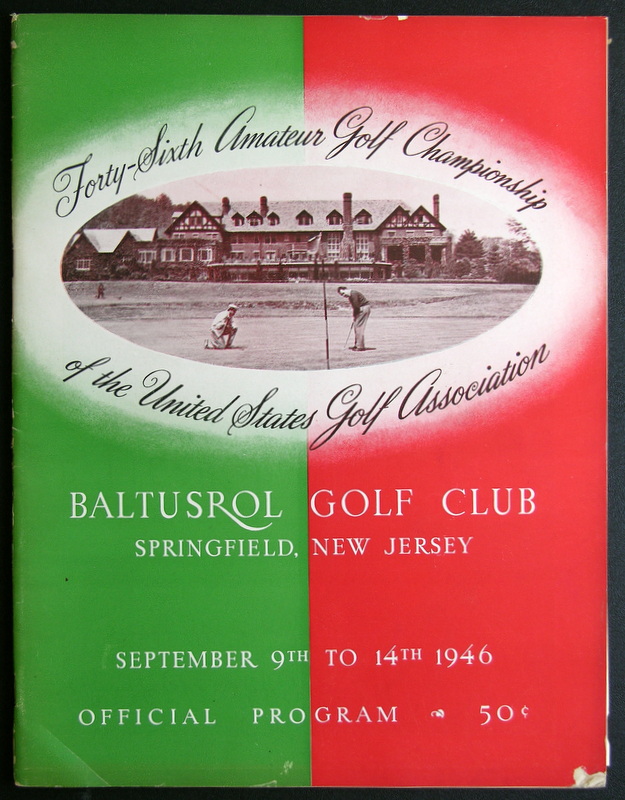 Forty-Sixth Amateur Golf Championship
of the United States Golf Association
BALTUSROL GOLF CLUB
SPRINGFIELD, NEW JERSEY
SEPTEMBER 9TH TO 14TH 1946
OFFICIAL PROGRAM 50¢